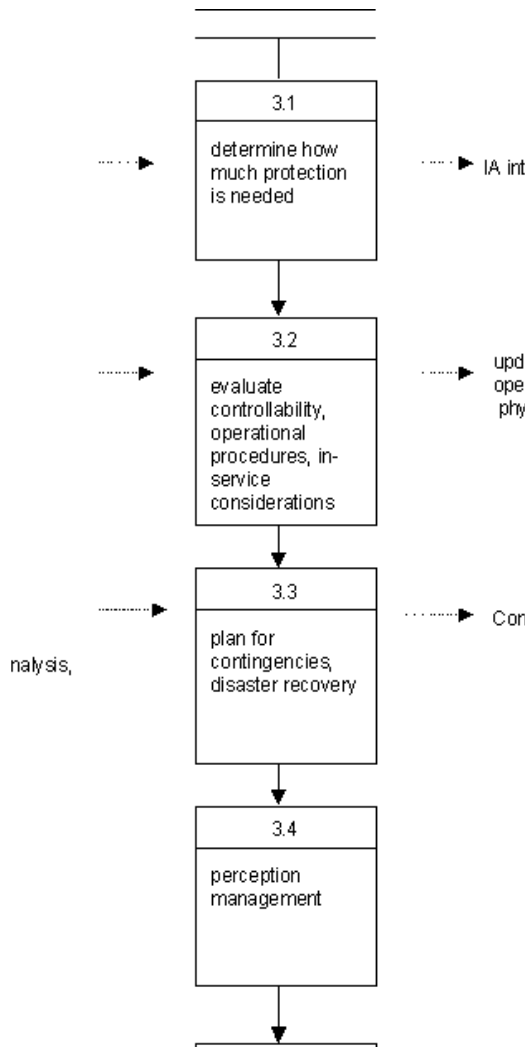 3.1
determine how
much protection
is needed
IA int
3.2
evaluate
controllability,
operational
procedures, in-
service
considerations
upd
ope
phy
3.3
plan for
contingencies,
disaster recovery
nalysis,
Con
3.4
perception
management